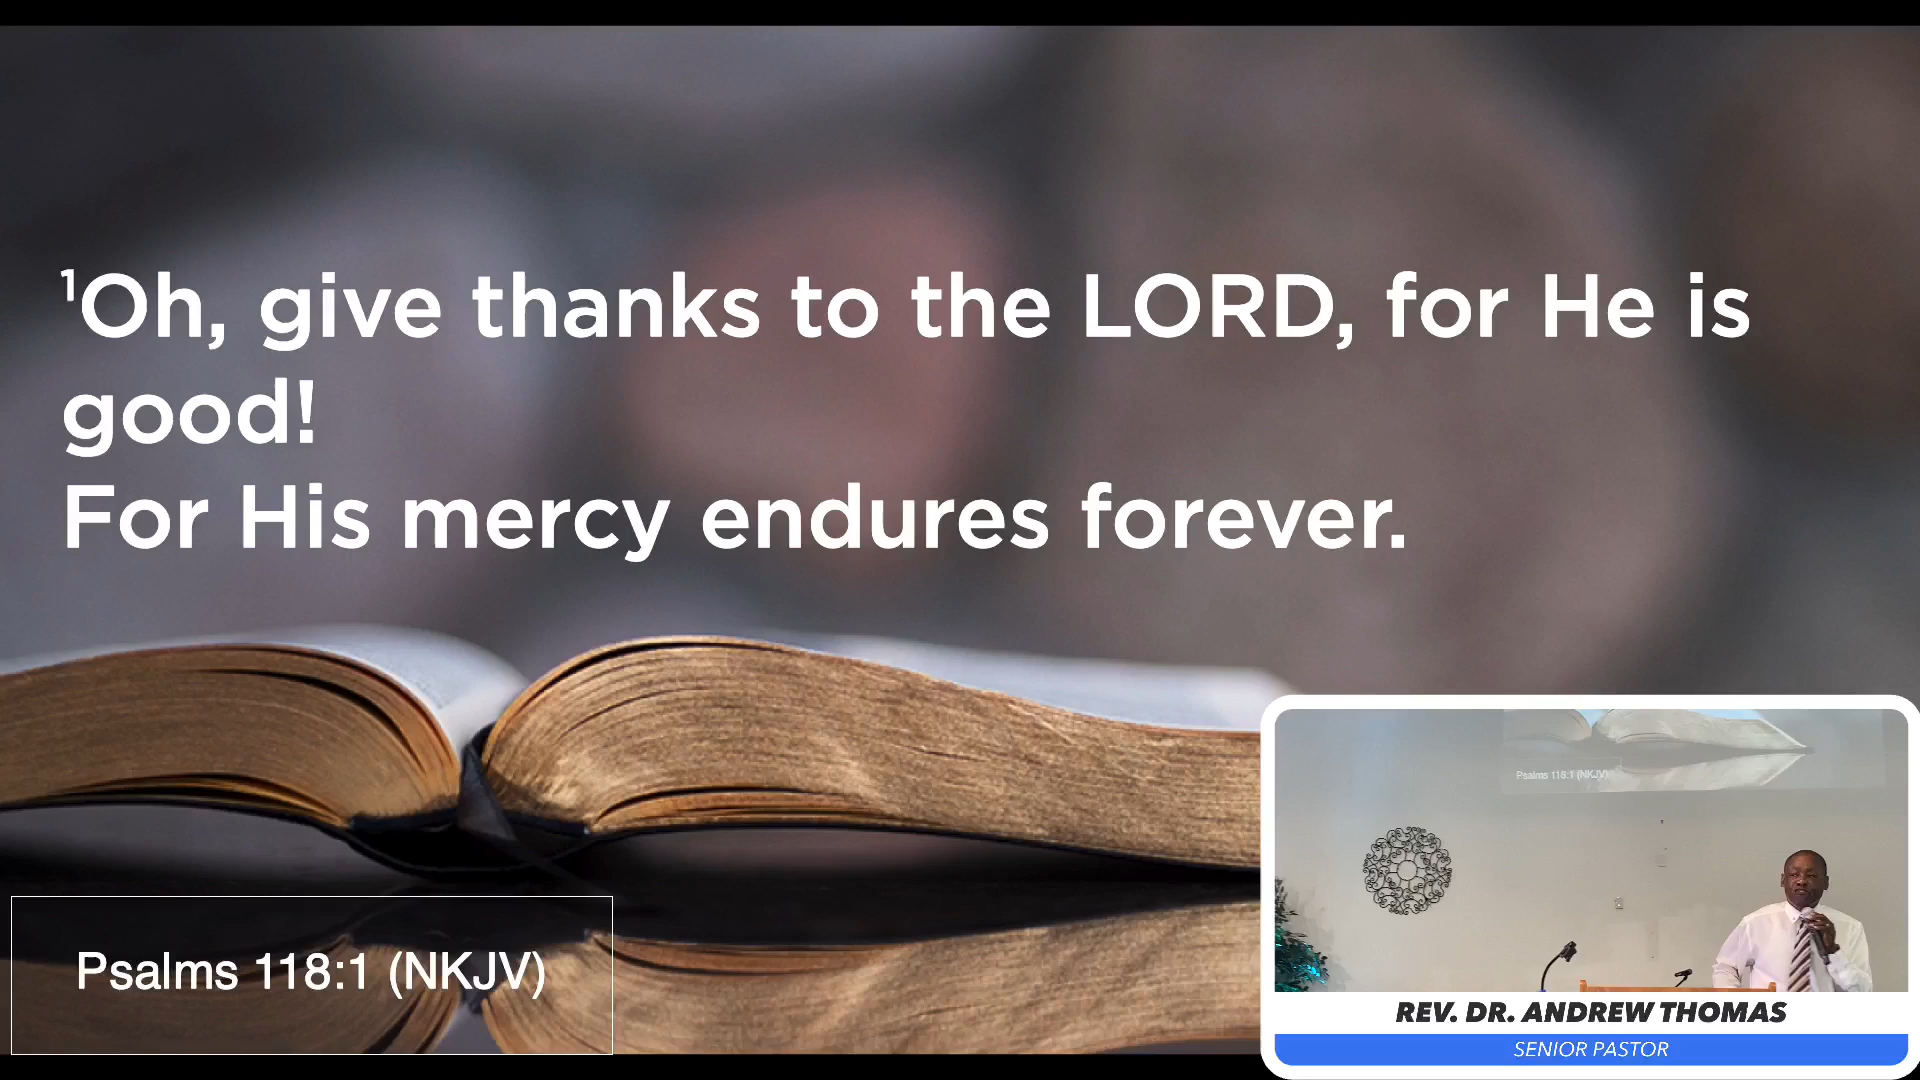 ¹Oh, give thanks to the LORD, for He is
good!
For His mercy endures forever.
Psalms 118:1 (NKJV)
Psalms 118:1 (NKJV)
REV. DR. ANDREW THOMAS
SENIOR PASTOR